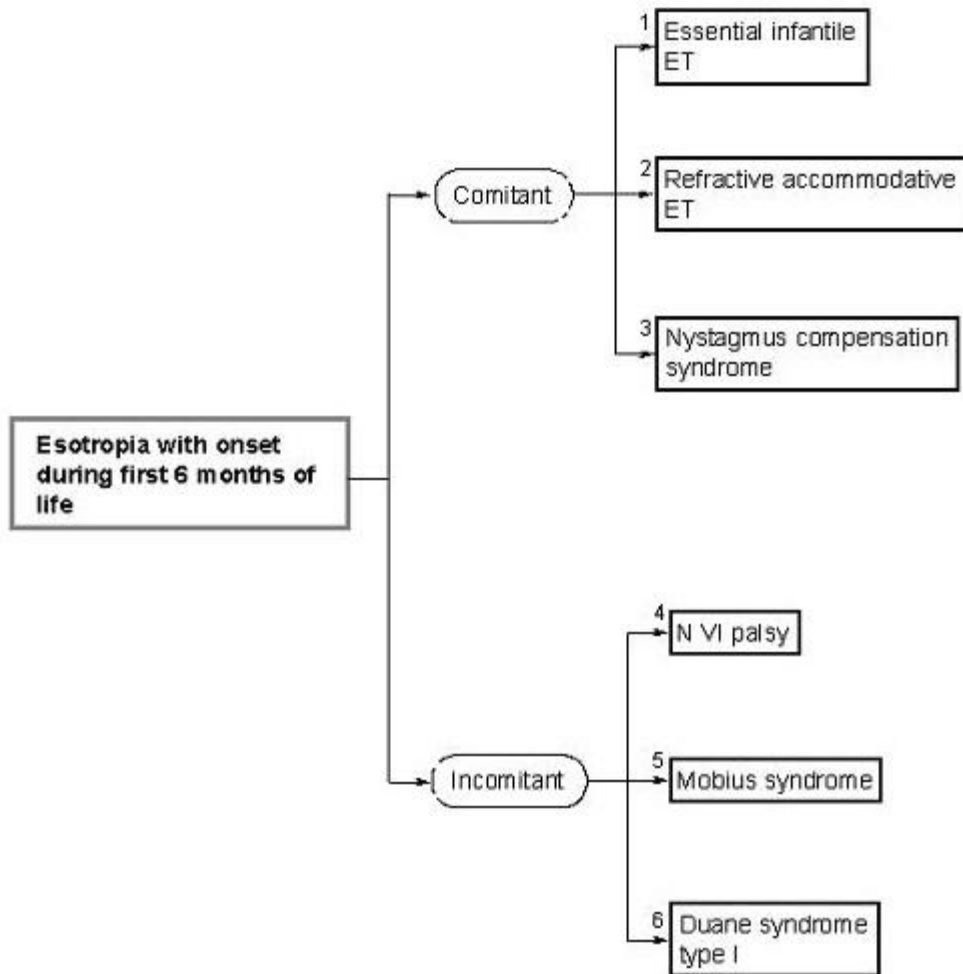 1
Essential infantile
ET
2
Comitant
Refractive accommodative
ET
3
Nystagmus compensation
syndrome
Esotropia with onset
during first 6 months of
life
4
N VI palsy
5
Incomitant
Mobius syndrome
6
Duane syndrome
type I